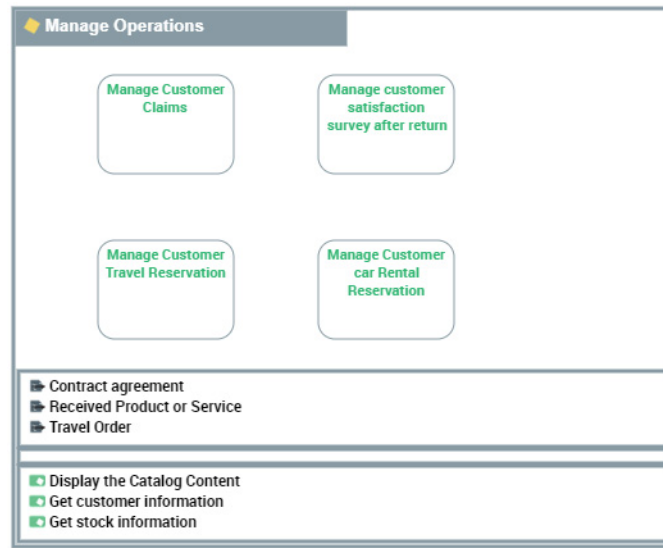 Manage Operations
Manage Customer
Claims
Manage customer
satisfaction
survey after return
Manage Customer
Travel Reservation
Manage Customer
car Rental
Reservation
Contract agreement
Received Product or Service
Travel Order
Display the Catalog Content
Get customer information
Get stock information